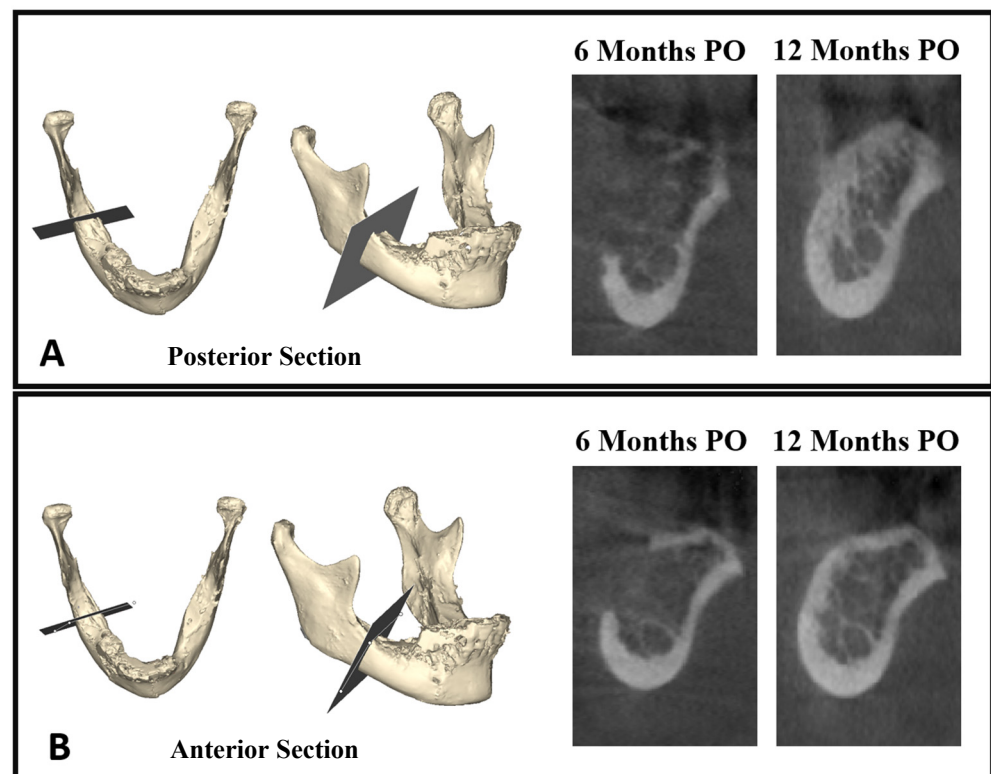 6 Months PO 12 Months PO
A Posterior Section
6 Months PO 12 Months PO
B Anterior Section